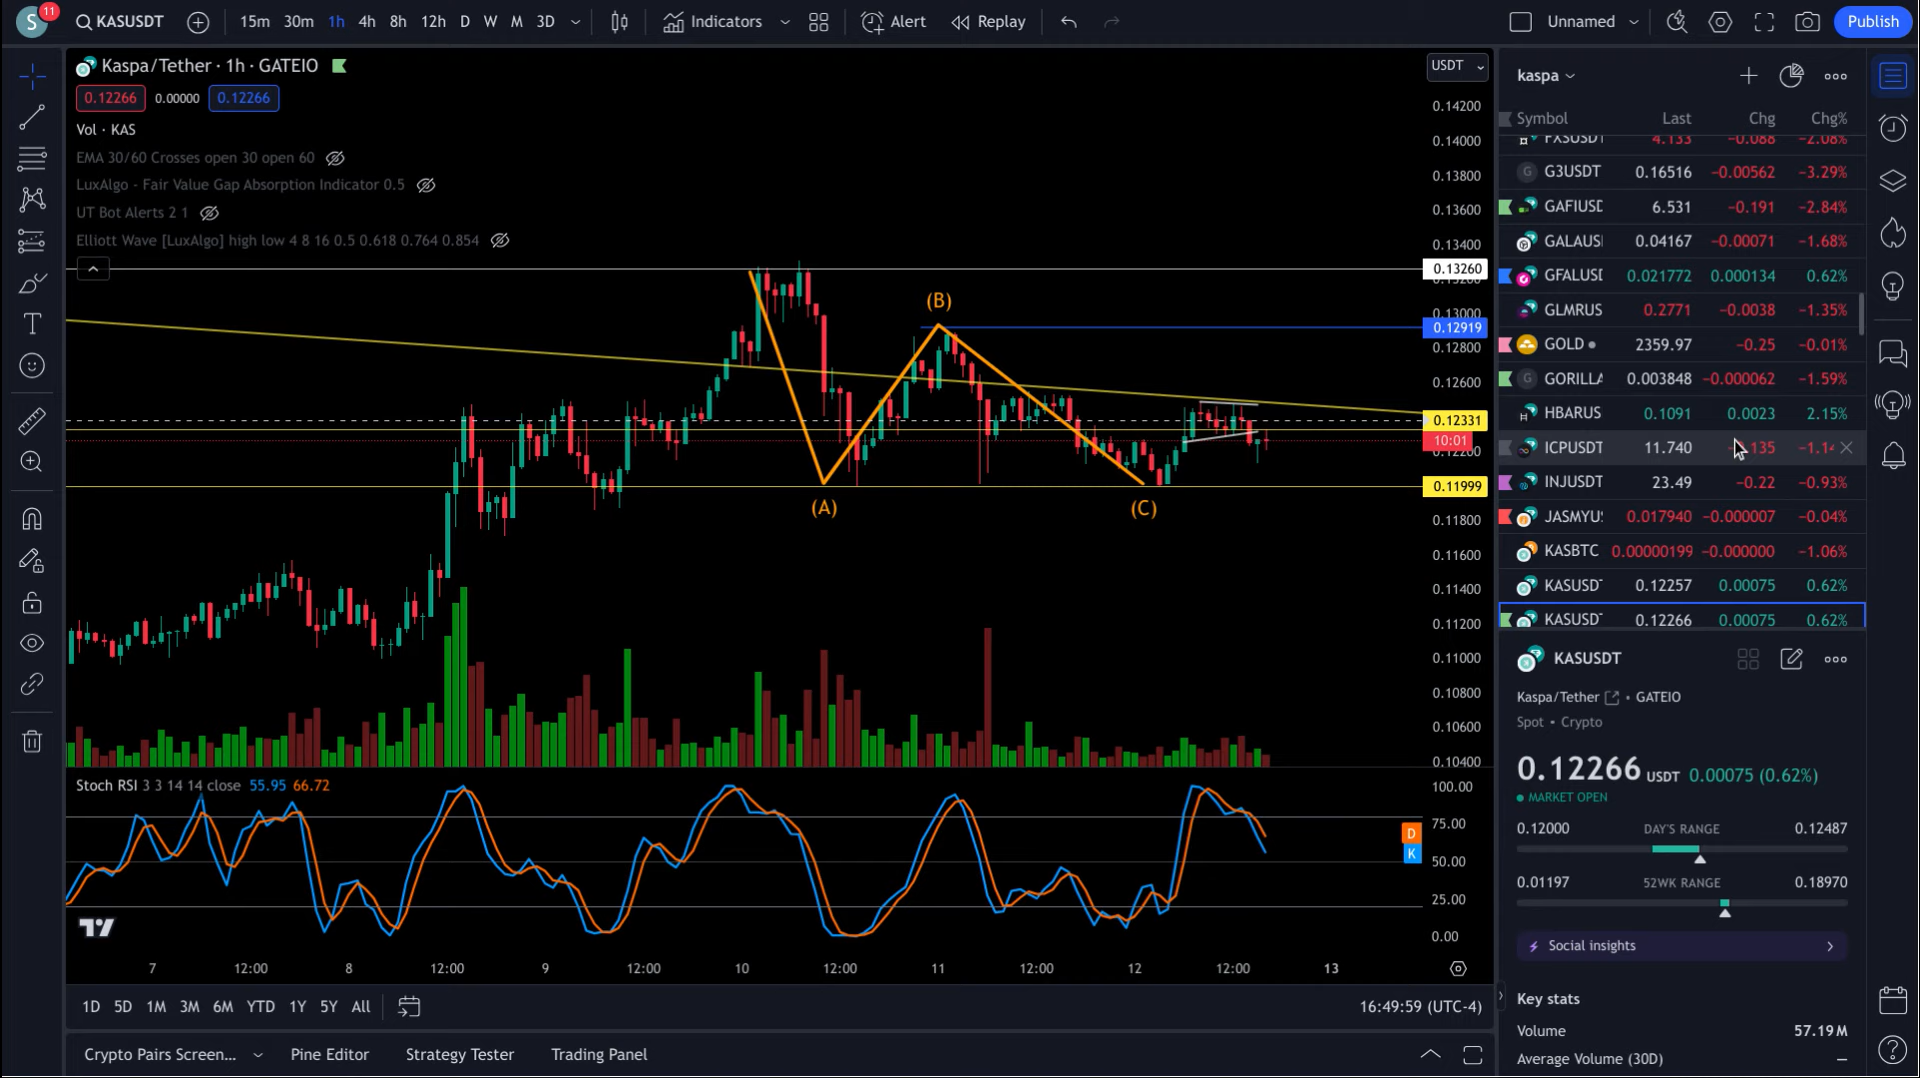 S
11
KASUSDT
15m 30m 1h 4h 8h 12h D W M 3D
Indicators
Alert
Replay
Unnamed
Publish
Kaspa/Tether · 1h · GATEIO
0.12266 0.00000 0.12266
Vol · KAS
EMA 30/60 Crosses open 30 open 60
LuxAlgo - Fair Value Gap Absorption Indicator 0.5
UT Bot Alerts 2 1
Elliott Wave [LuxAlgo] high low 4 8 16 0.5 0.618 0.764 0.854
(B)
(A)
(C)
USDT
0.14200
0.14000
0.13800
0.13600
0.13400
0.13260
0.13200
0.13000
0.12919
0.12800
0.12600
0.12331
10:01
0.12200
0.11999
0.11800
0.11600
0.11400
0.11200
0.11000
0.10800
0.10600
0.10400
Stoch RSI 3 3 14 14 close 55.95 66.72
100.00
75.00
50.00
25.00
0.00
D
K
7 12:00 8 12:00 9 12:00 10 12:00 11 12:00 12 12:00 13
1D 5D 1M 3M 6M YTD 1Y 5Y All
16:49:59 (UTC-4)
Crypto Pairs Screen...
Pine Editor
Strategy Tester
Trading Panel
kaspa
Symbol Last Chg Chg%
FXSUSDT 4.133 −0.088 −2.08%
G3USDT 0.16516 −0.00562 −3.29%
GAFIUSD 6.531 −0.191 −2.84%
GALAUS 0.04167 −0.00071 −1.68%
GFALUSD 0.021772 0.000134 0.62%
GLMRUS 0.2771 −0.0038 −1.35%
GOLD 2359.97 −0.25 −0.01%
GORILLA 0.003848 −0.000062 −1.59%
HBARUS 0.1091 0.0023 2.15%
ICPUSDT 11.740 135 −1.14
INJUSDT 23.49 −0.22 −0.93%
JASMYU 0.017940 −0.000007 −0.04%
KASBTC 0.00000199 −0.000000 −1.06%
KASUSD 0.12257 0.00075 0.62%
KASUSD 0.12266 0.00075 0.62%
KASUSDT
Kaspa/Tether • GATEIO
Spot • Crypto
0.12266 USDT 0.00075 (0.62%)
MARKET OPEN
0.12000 DAY'S RANGE 0.12487
0.01197 52WK RANGE 0.18970
Social insights
Key stats
Volume 57.19M
Average Volume (30D) —